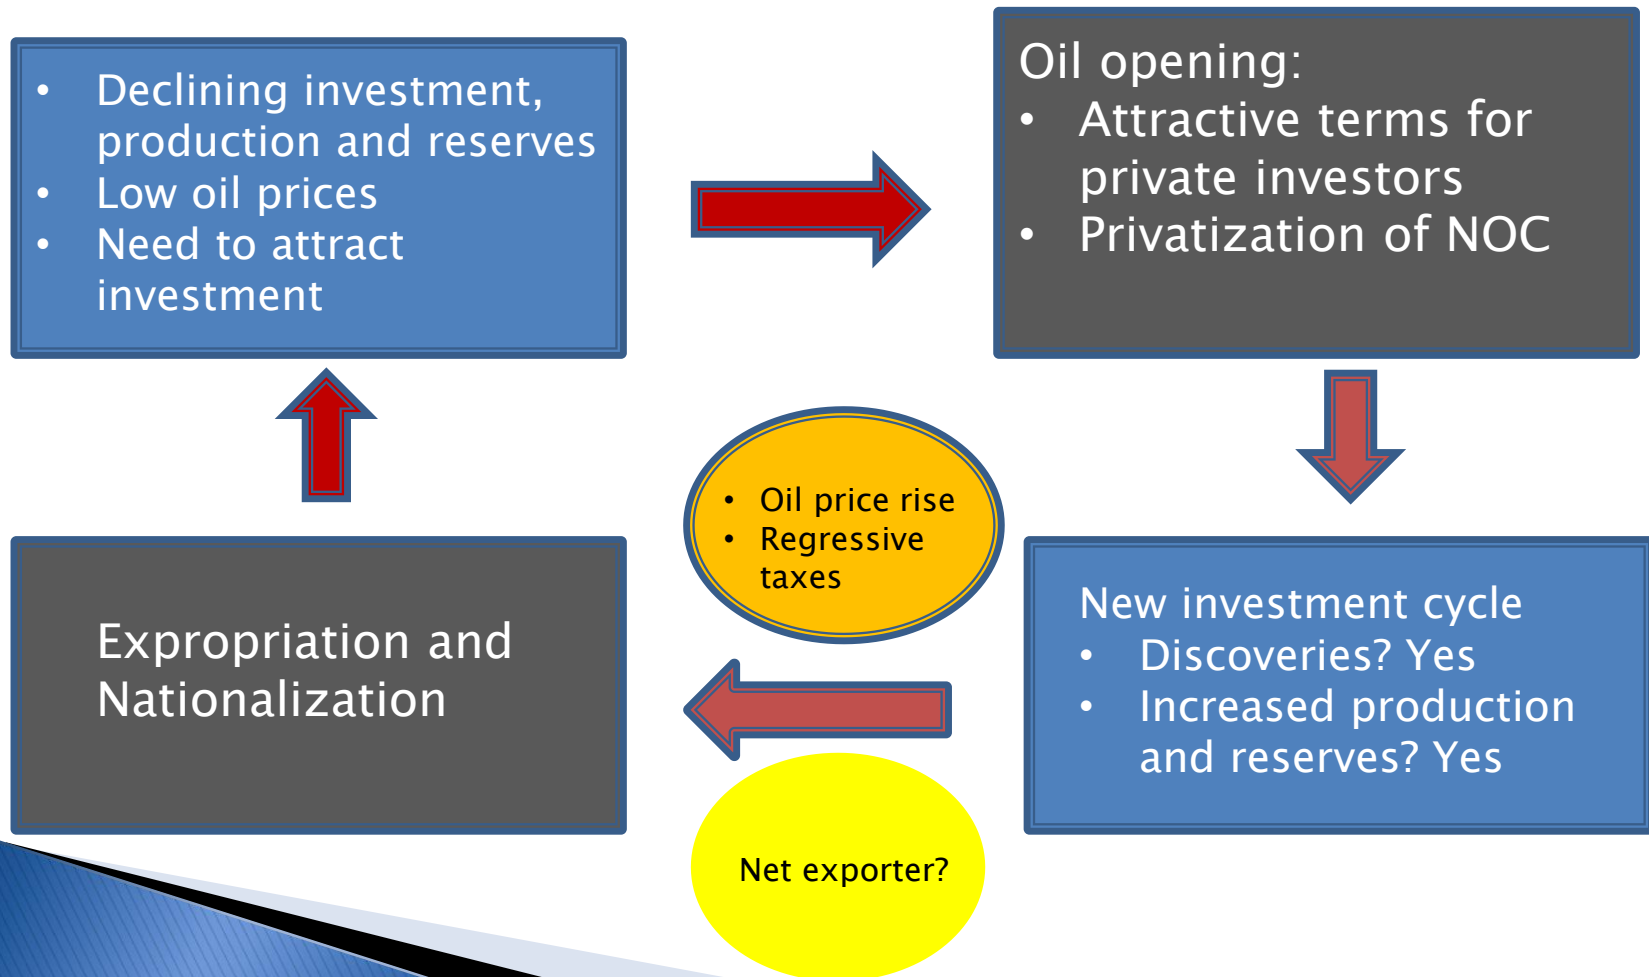 • Declining investment,
production and reserves
• Low oil prices
• Need to attract
investment
Oil opening:
• Attractive terms for
private investors
• Privatization of NOC
• Oil price rise
• Regressive
taxes
Expropriation and
Nationalization
New investment cycle
• Discoveries? Yes
• Increased production
and reserves? Yes
Net exporter?